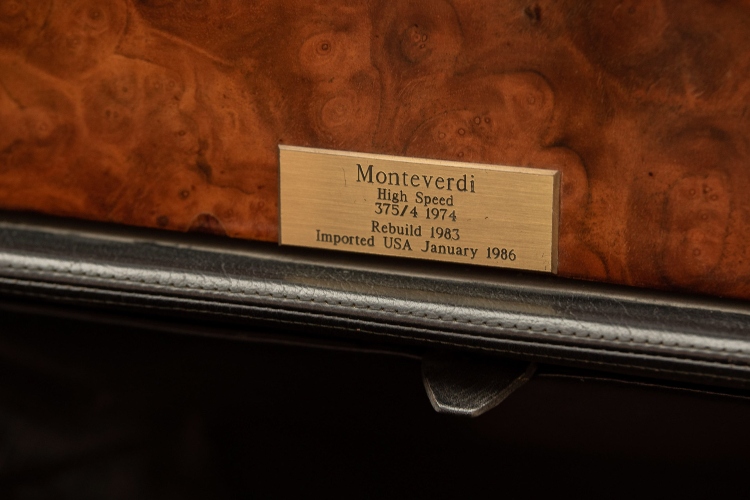 Monteverdi
High Speed
375/4 1974
Rebuild 1983
Imported USA January 1986